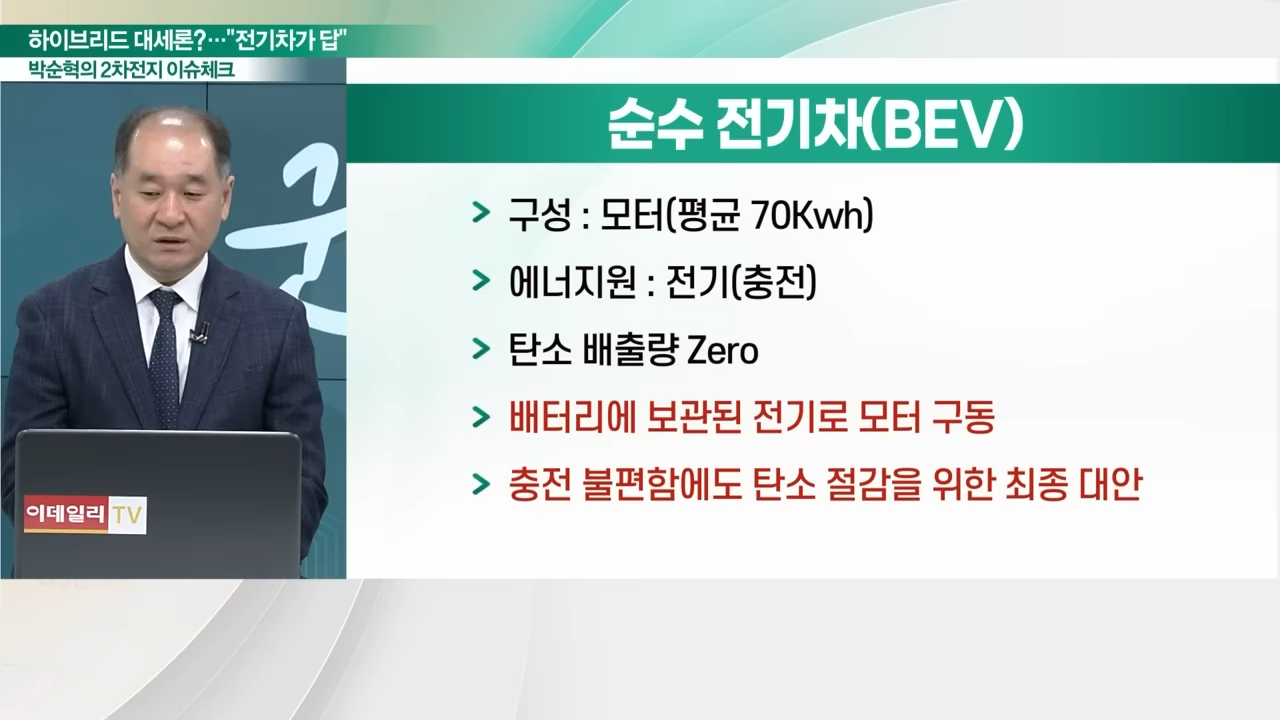 하이브리드 대세론?…"전기차가 답"
박순혁의 2차전지 이슈체크
순수 전기차(BEV)
> 구성 : 모터(평균 70Kwh)
> 에너지원 : 전기(충전)
> 탄소 배출량 Zero
> 배터리에 보관된 전기로 모터 구동
> 충전 불편함에도 탄소 절감을 위한 최종 대안
이데일리TV